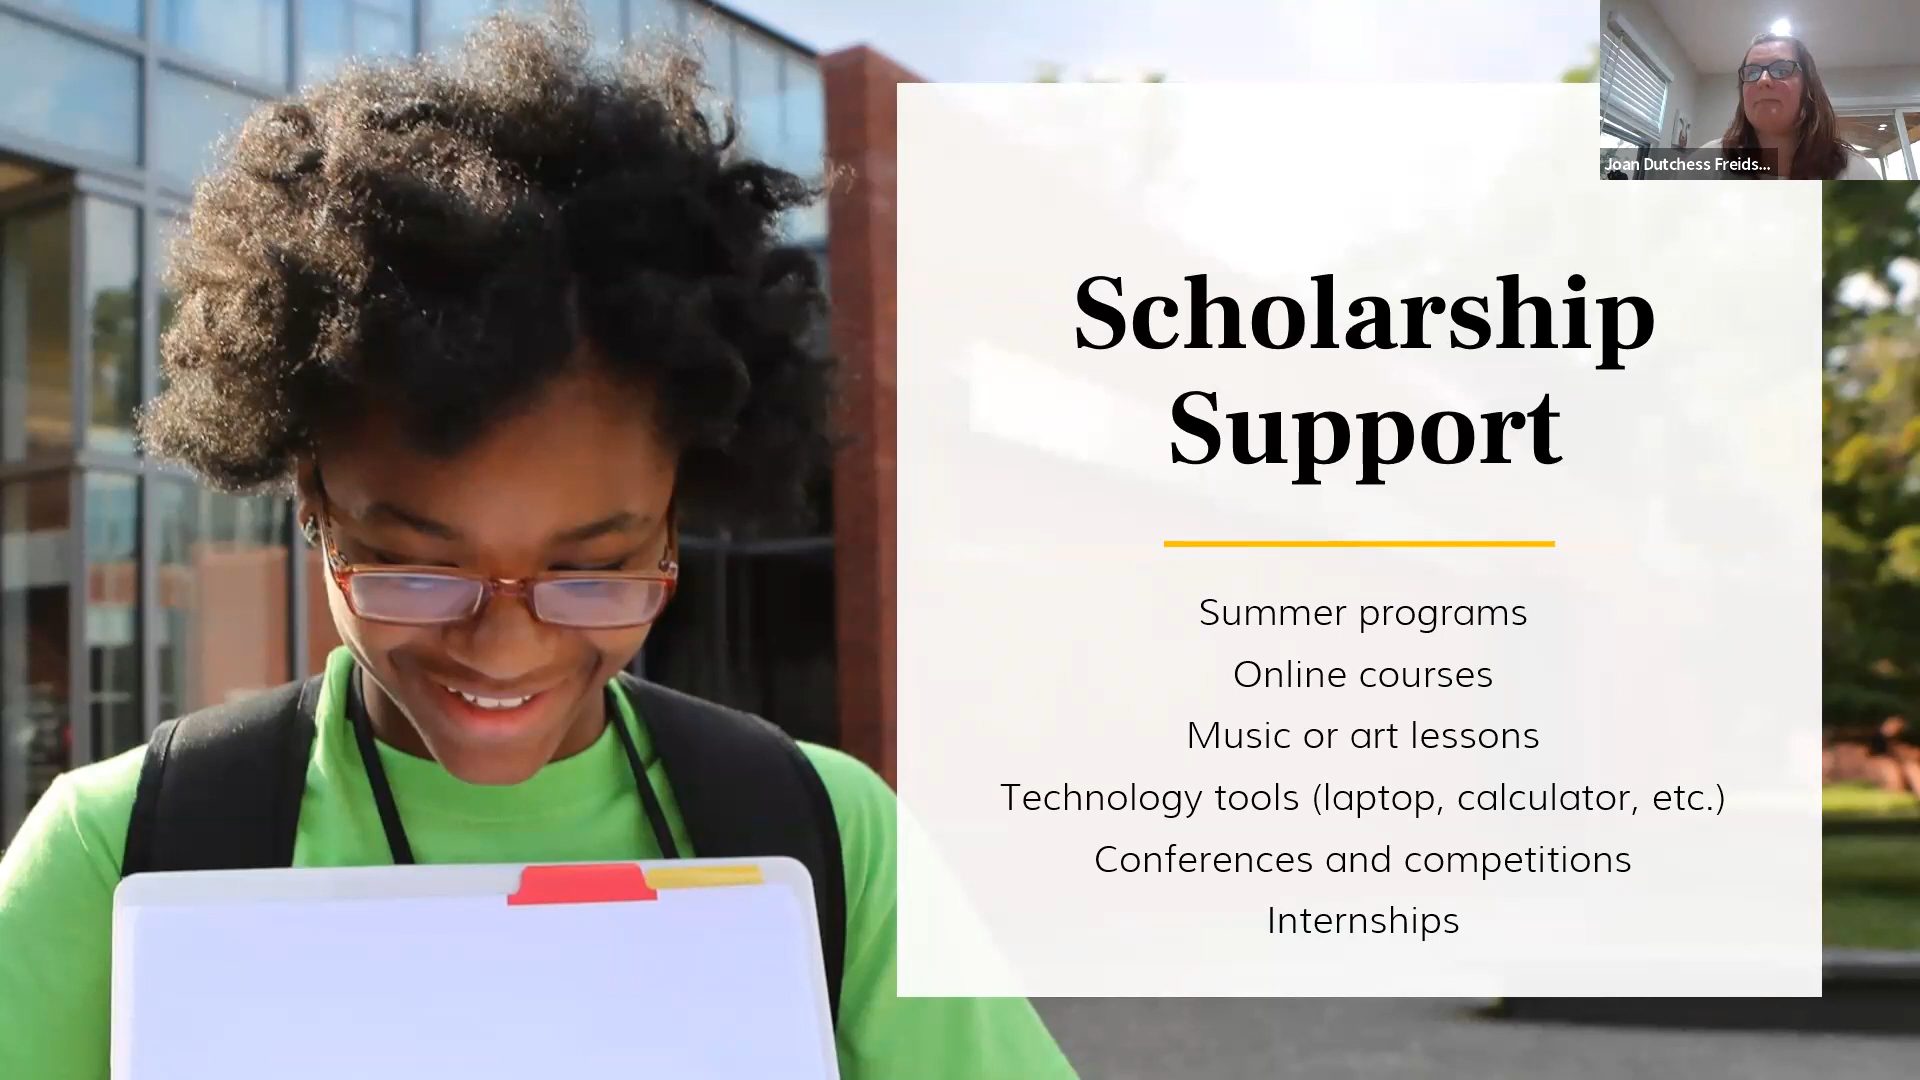 Joan Dutchess Freids...
Scholarship
Support
Summer programs
Online courses
Music or art lessons
Technology tools (laptop, calculator, etc.)
Conferences and competitions
Internships